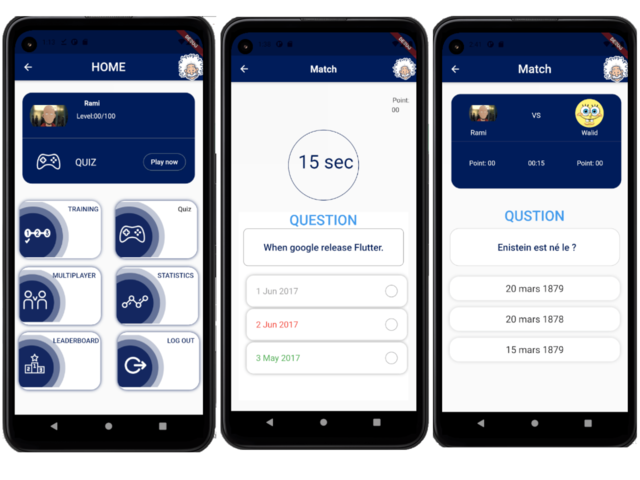 HOME
Rami
Level:00/100
QUIZ
Play now
TRAINING
Quiz
MULTIPLAYER
STATISTICS
LEADERBOARD
LOG OUT
Match
Point:
00
15 sec
QUESTION
When google release Flutter.
1 Jun 2017
2 Jun 2017
3 May 2017
Match
VS
Rami
Walid
Point: 00
00:15
Point: 00
QUSTION
Enistein est né le ?
20 mars 1879
20 mars 1878
15 mars 1879